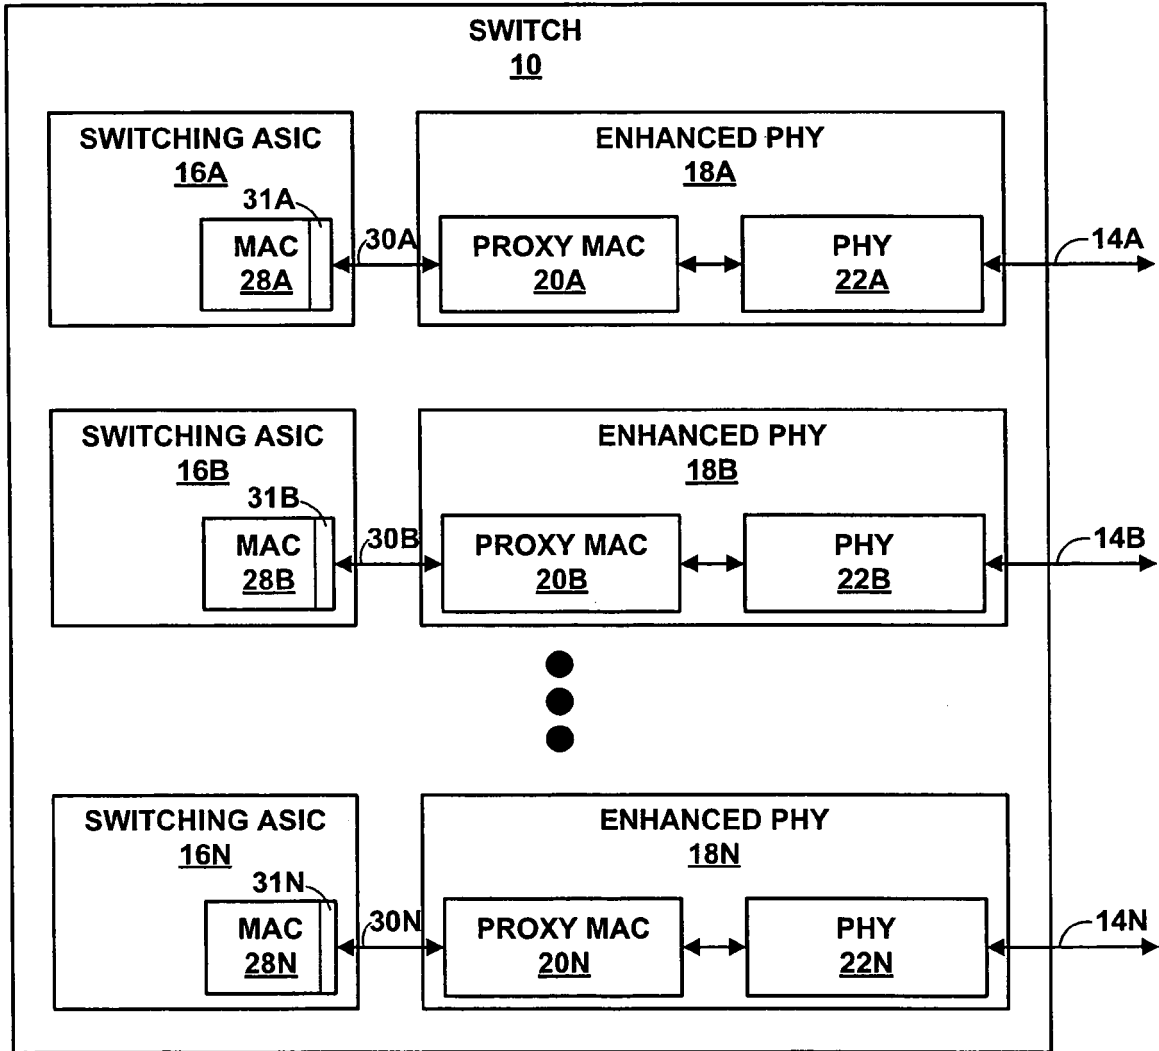 SWITCH
10
SWITCHING ASIC
16A
ENHANCED PHY
18A
31A
MAC
28A
30A
PROXY MAC
20A
PHY
22A
14A
SWITCHING ASIC
16B
ENHANCED PHY
18B
31B
MAC
28B
30B
PROXY MAC
20B
PHY
22B
14B
SWITCHING ASIC
16N
ENHANCED PHY
18N
31N
MAC
28N
30N
PROXY MAC
20N
PHY
22N
14N